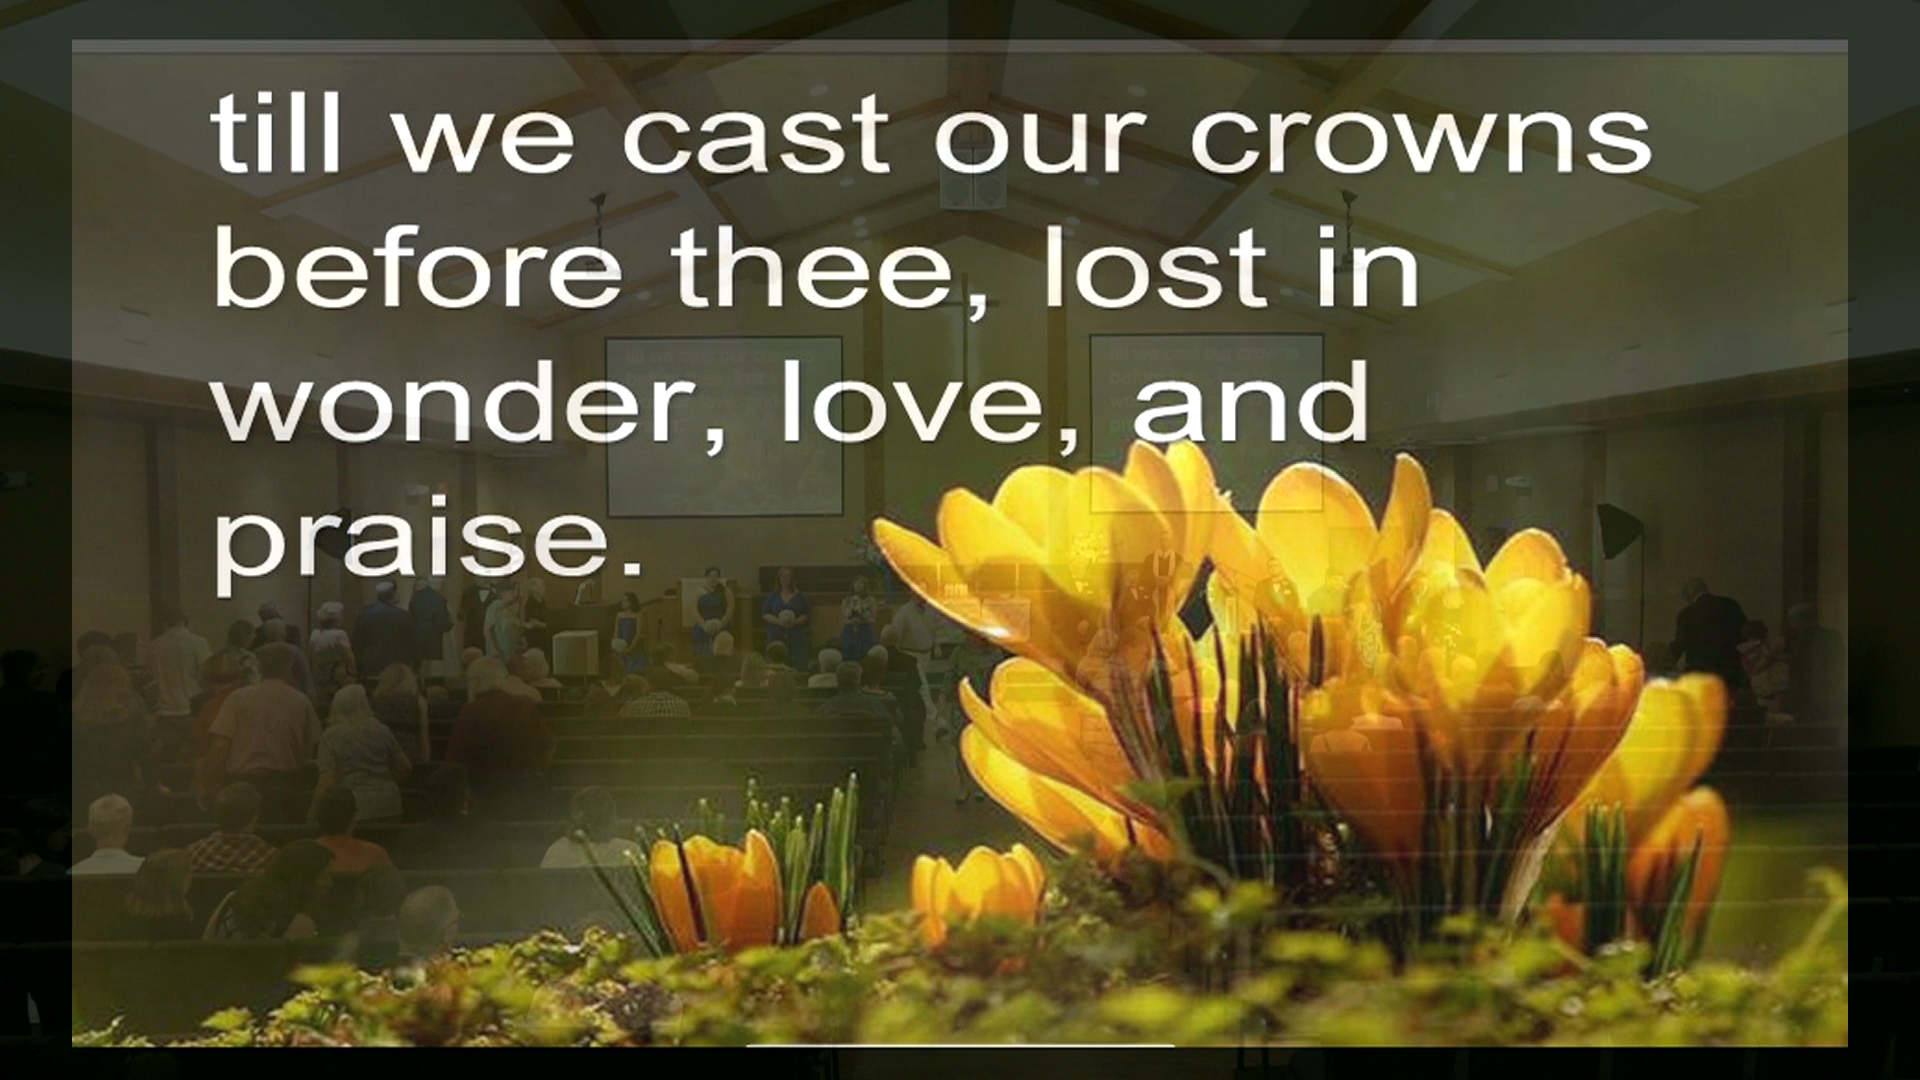 till we cast our crowns
before thee, lost in
wonder, love, and
praise.